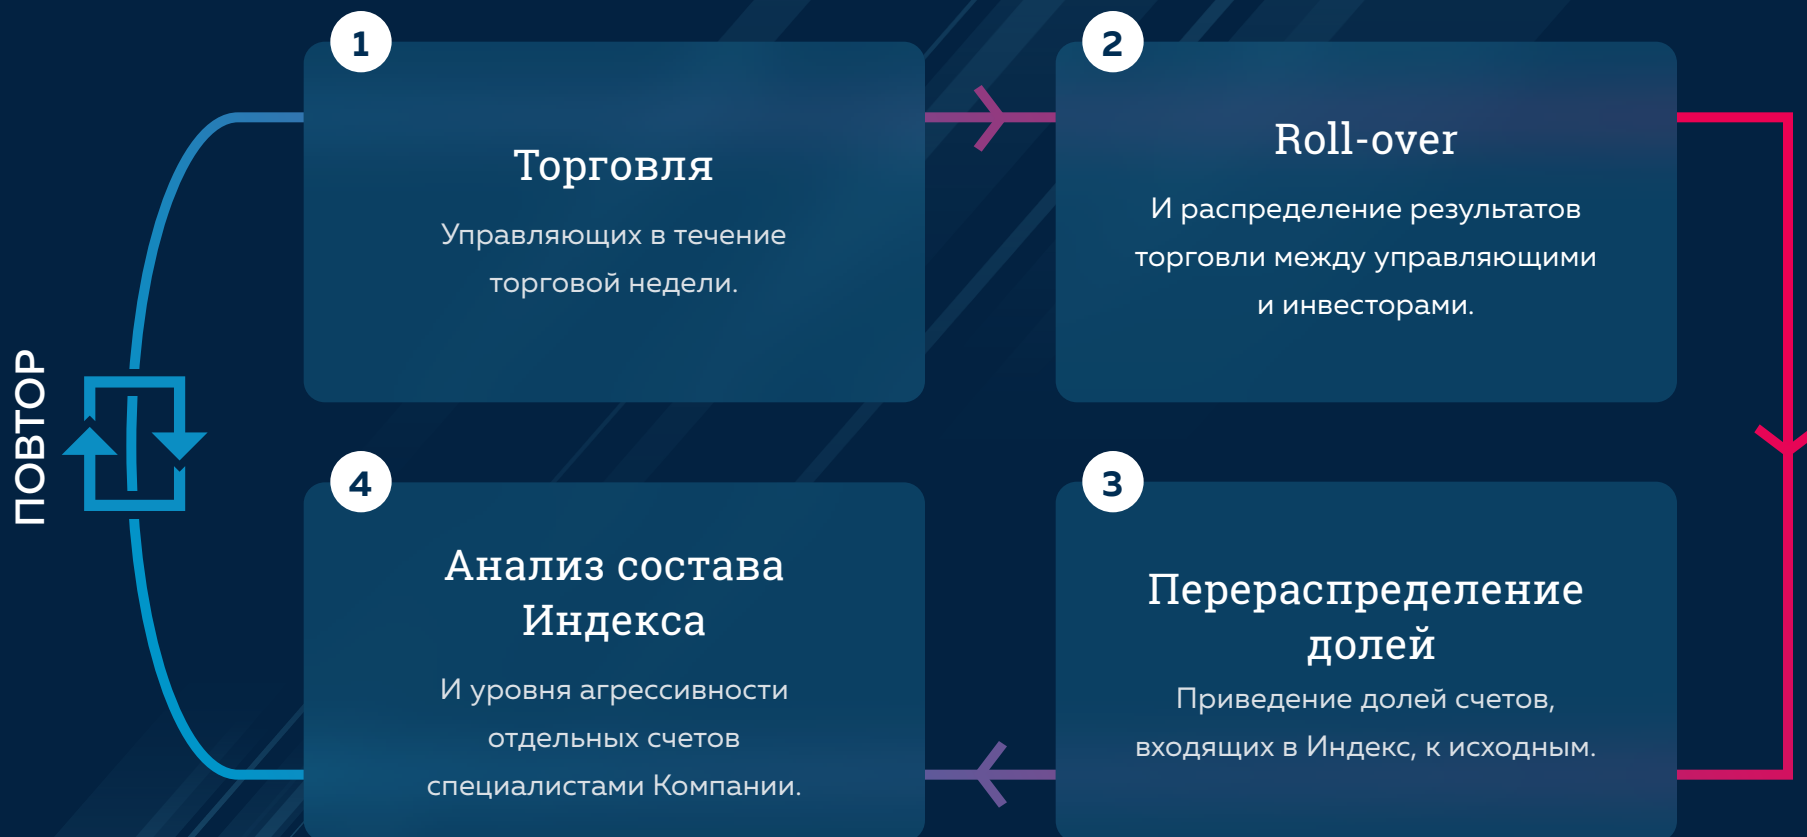 1
Торговля
Управляющих в течение
торговой недели.
2
Roll-over
И распределение результатов
торговли между управляющими
и инвесторами.
3
Перераспределение
долей
Приведение долей счетов,
входящих в Индекс, к исходным.
4
Анализ состава
Индекса
И уровня агрессивности
отдельных счетов
специалистами Компании.
ПОВТОР